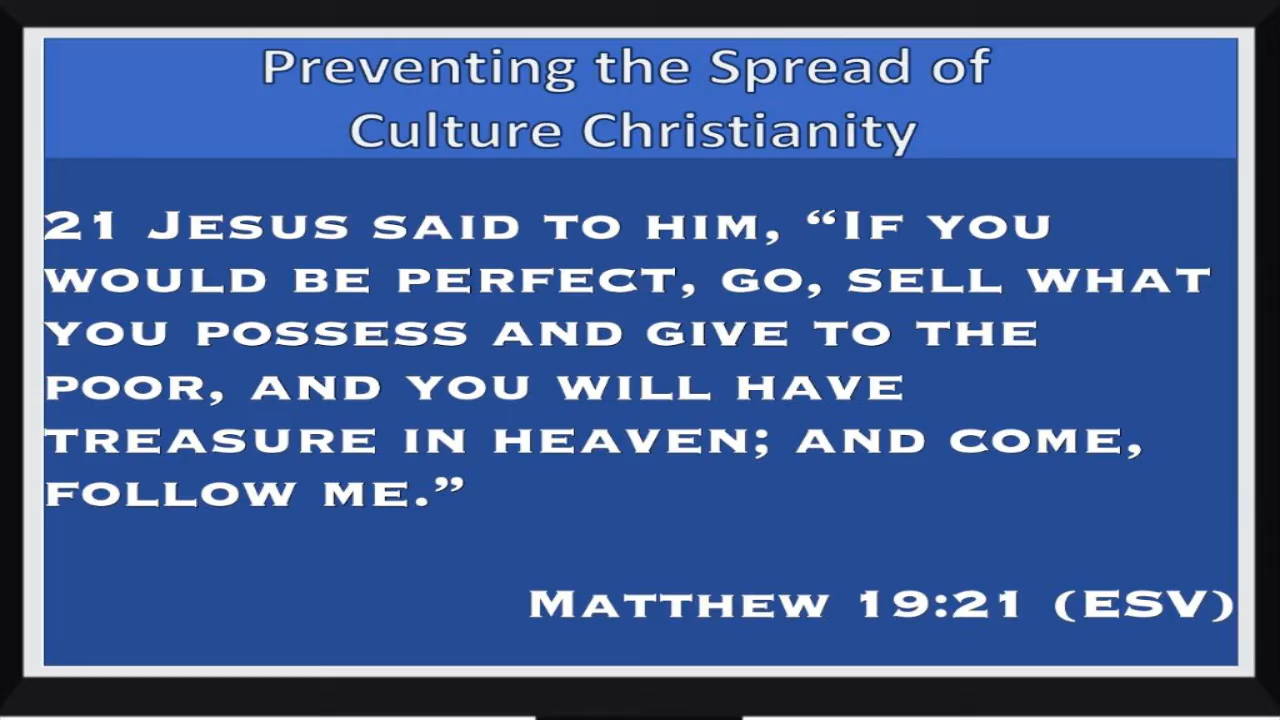 Preventing the Spread of
Culture Christianity
21 Jesus said to him, “If you
would be perfect, go, sell what
you possess and give to the
poor, and you will have
treasure in heaven; and come,
follow me.”
Matthew 19:21 (ESV)